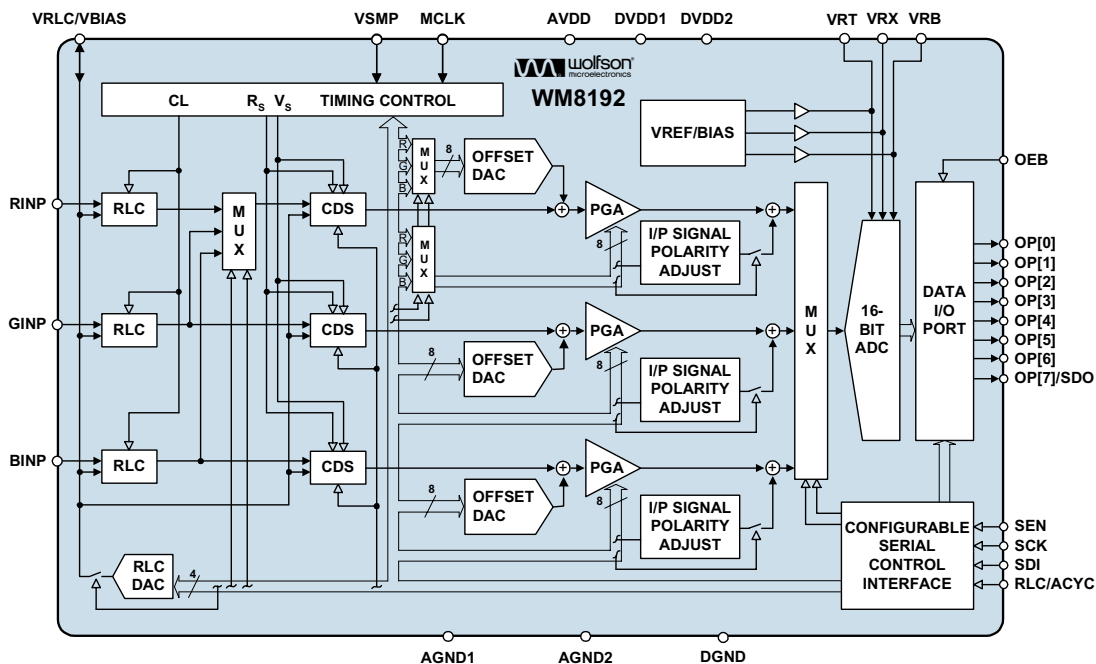 VRLC/VBIAS
VSMP
MCLK
AVDD
DVDD1
DVDD2
VRT
VRX
VRB
wolfson
microelectronics
WM8192
CL
RS
VS
TIMING CONTROL
VREF/BIAS
OEB
R
G
B
MUX
8
OFFSET
DAC
RINP
RLC
MUX
CDS
+
PGA
+
8
I/P SIGNAL
POLARITY
ADJUST
R
G
B
MUX
MUX
16-
BIT
ADC
DATA
I/O
PORT
OP[0]
OP[1]
OP[2]
OP[3]
OP[4]
OP[5]
OP[6]
OP[7]/SDO
GINP
RLC
CDS
+
PGA
+
8
OFFSET
DAC
8
I/P SIGNAL
POLARITY
ADJUST
BINP
RLC
CDS
+
PGA
+
8
OFFSET
DAC
8
I/P SIGNAL
POLARITY
ADJUST
CONFIGURABLE
SERIAL
CONTROL
INTERFACE
SEN
SCK
SDI
RLC/ACYC
RLC
DAC
4
AGND1
AGND2
DGND